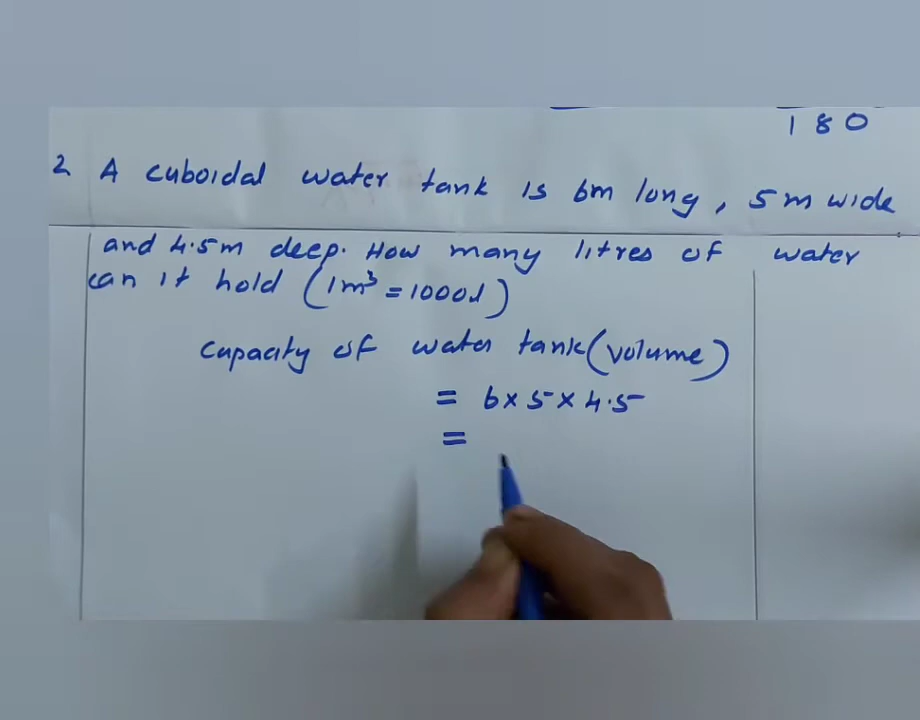 180
2 A cuboidal water tank is 6m long, 5m wide
and 4.5m deep. How many litres of water
can it hold (1m³ = 1000l)
capacity of water tank (volume)
= 6 × 5 × 4.5
=